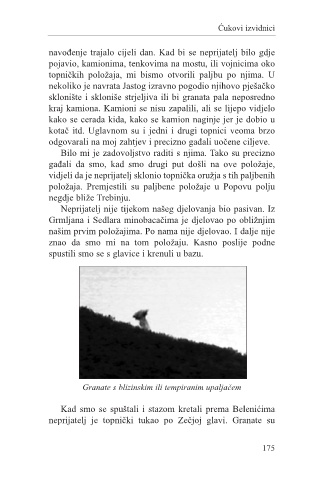 Ćukovi izvidnici
navođenje trajalo cijeli dan. Kad bi se neprijatelj bilo gdje
pojavio, kamionima, tenkovima na mostu, ili vojnicima oko
topničkih položaja, mi bismo otvorili paljbu po njima. U
nekoliko je navrata Jastog izravno pogodio njihovo pješačko
sklonište i skloniše strjeljiva ili bi granata pala neposredno
kraj kamiona. Kamioni se nisu zapalili, ali se lijepo vidjelo
kako se cerada kida, kako se kamion naginje jer je dobio u
kotač itd. Uglavnom su i jedni i drugi topnici veoma brzo
odgovarali na moj zahtjev i precizno gađali uočene ciljeve.
Bilo mi je zadovoljstvo raditi s njima. Tako su precizno
gađali da smo, kad smo drugi put došli na ove položaje,
vidjeli da je neprijatelj sklonio topnička oružja s tih paljbenih
položaja. Premjestili su paljbene položaje u Popovu polju
negdje bliže Trebinju.
Neprijatelj nije tijekom našeg djelovanja bio pasivan. Iz
Grmljana i Sedlara minobacačima je djelovao po obližnjim
našim prvim položajima. Po nama nije djelovao. I dalje nije
znao da smo mi na tom položaju. Kasno poslije podne
spustili smo se s glavice i krenuli u bazu.
Granate s blizinskim ili tempiranim upaljačem
Kad smo se spuštali i stazom kretali prema Belenićima
neprijatelj je topnički tukao po Zečjoj glavi. Granate su
175